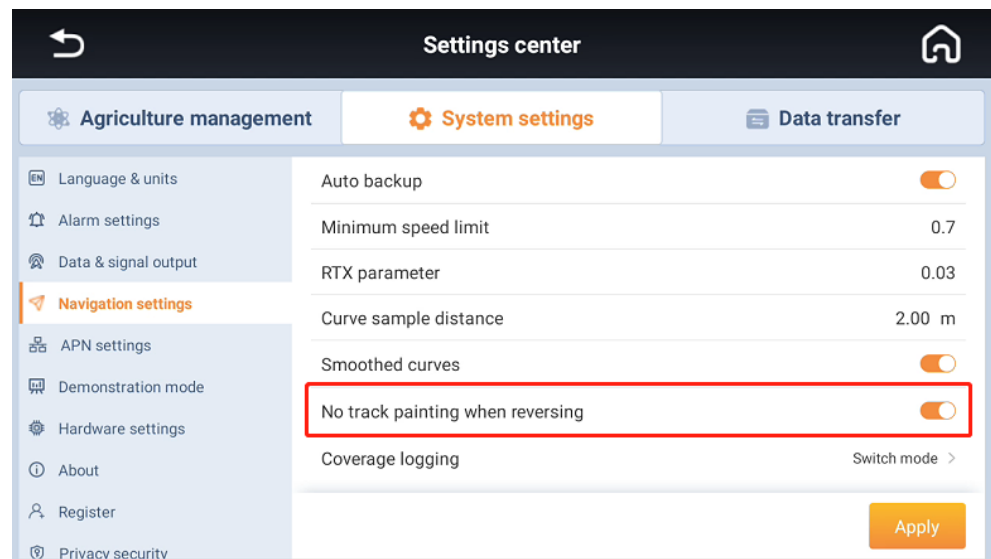 Settings center
Agriculture management
System settings
Data transfer
EN Language & units
Alarm settings
Data & signal output
Navigation settings
APN settings
Demonstration mode
Hardware settings
About
Register
Privacy security
Auto backup
Minimum speed limit 0.7
RTX parameter 0.03
Curve sample distance 2.00 m
Smoothed curves
No track painting when reversing
Coverage logging Switch mode >
Apply